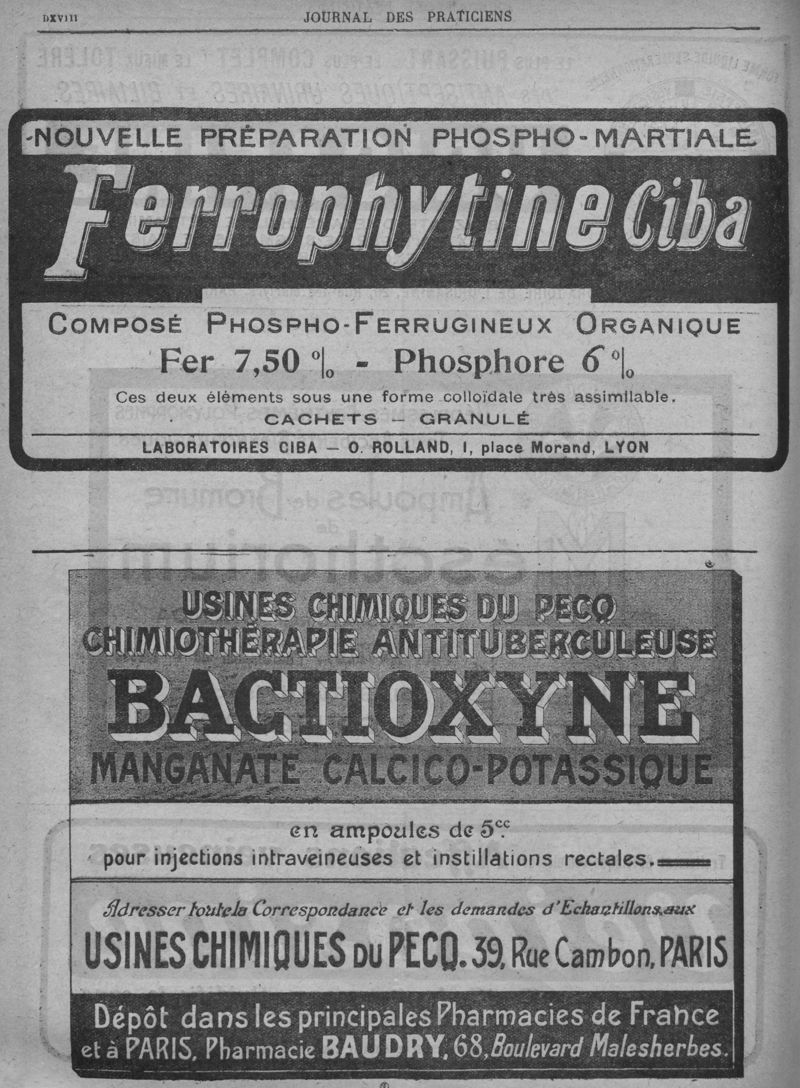 DXVIII
JOURNAL DES PRATICIENS
-NOUVELLE PRÉPARATION PHOSPHO-MARTIALE
Ferrophytine Ciba
COMPOSÉ PHOSPHO-FERRUGINEUX ORGANIQUE
Fer 7,50 % - Phosphore 6 %
Ces deux éléments sous une forme colloïdale très assimilable.
CACHETS — GRANULÉ
LABORATOIRES CIBA — O. ROLLAND, 1, place Morand, LYON
USINES CHIMIQUES DU PECQ
CHIMIOTHÉRAPIE ANTITUBERCULEUSE
BACTIOXYNE
MANGANATE CALCICO-POTASSIQUE
en ampoules de 5cc.
pour injections intraveineuses et instillations rectales.
Adresser toute la Correspondance et les demandes d'Echantillons, aux
USINES CHIMIQUES DU PECQ. 39, Rue Cambon, PARIS
Dépôt dans les principales Pharmacies de France
et à PARIS, Pharmacie BAUDRY, 68, Boulevard Malesherbes.